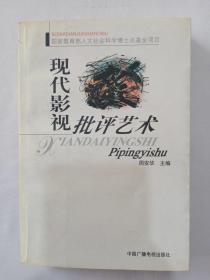 XIANDAIYINGSHIPIPINGYISHU
国家教育部人文社会科学博士点基金项目
现代影视
批评艺术
XIANDAIYINGSHI
Pipingyishu
周安华 主编
中国广播电视出版社